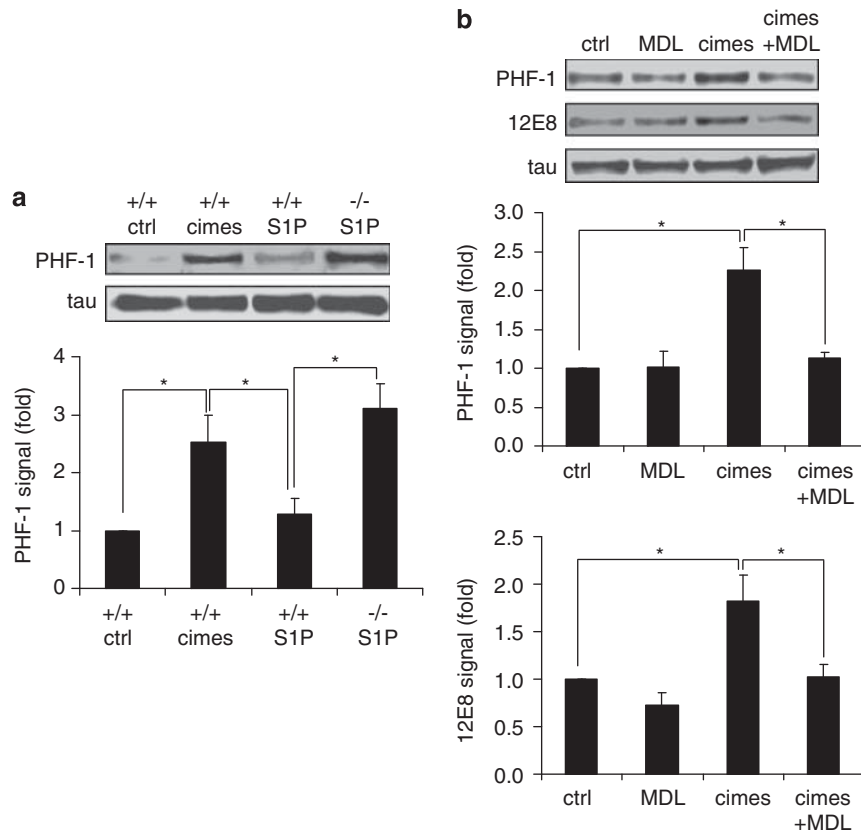 a
+/+ +/+ +/+ -/-
ctrl cimes S1P S1P
PHF-1
tau
PHF-1 signal (fold)
4
3
2
1
0
* * *
+/+ +/+ +/+ -/-
ctrl cimes S1P S1P
b
cimes
ctrl MDL cimes +MDL
PHF-1
12E8
tau
PHF-1 signal (fold)
3.0
2.5
2.0
1.5
1.0
0.5
0.0
* *
ctrl MDL cimes cimes
+MDL
12E8 signal (fold)
2.5
2.0
1.5
1.0
0.5
0.0
* *
ctrl MDL cimes cimes
+MDL